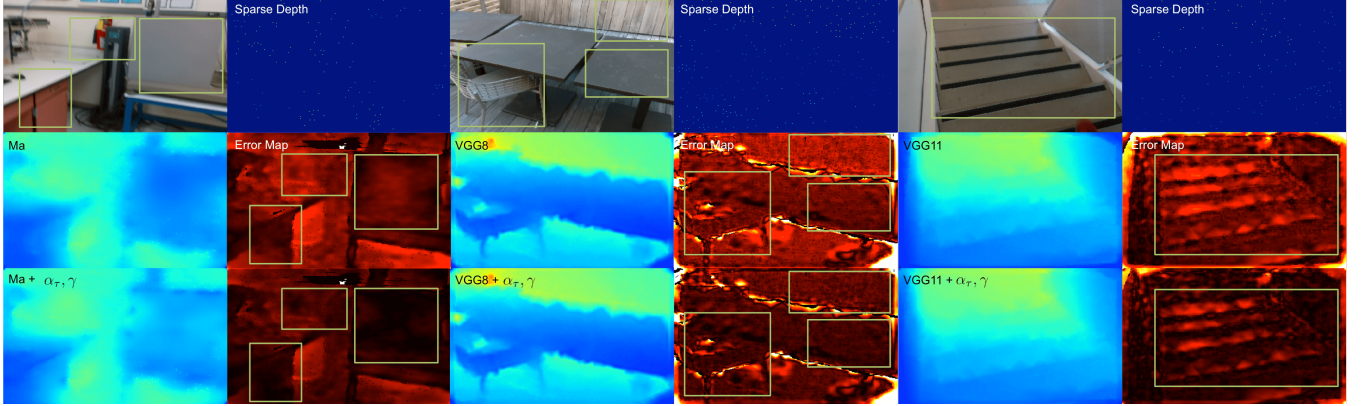 Sparse Depth
Sparse Depth
Sparse Depth
Ma
Error Map
VGG8
Error Map
VGG11
Error Map
Ma + ατ, γ
VGG8 + ατ, γ
VGG11 + ατ, γ